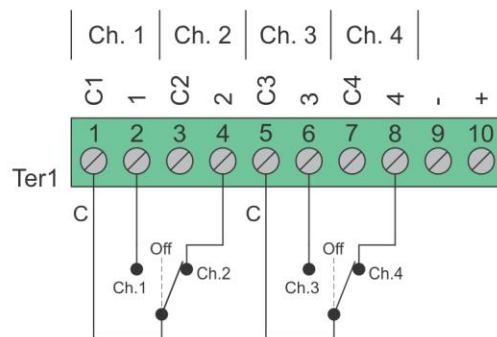 Ch. 1 Ch. 2 Ch. 3 Ch. 4
C1 1 C2 2 C3 3 C4 4 - +
1 2 3 4 5 6 7 8 9 10
Ter1
C C
Off Off
Ch.1 Ch.2 Ch.3 Ch.4